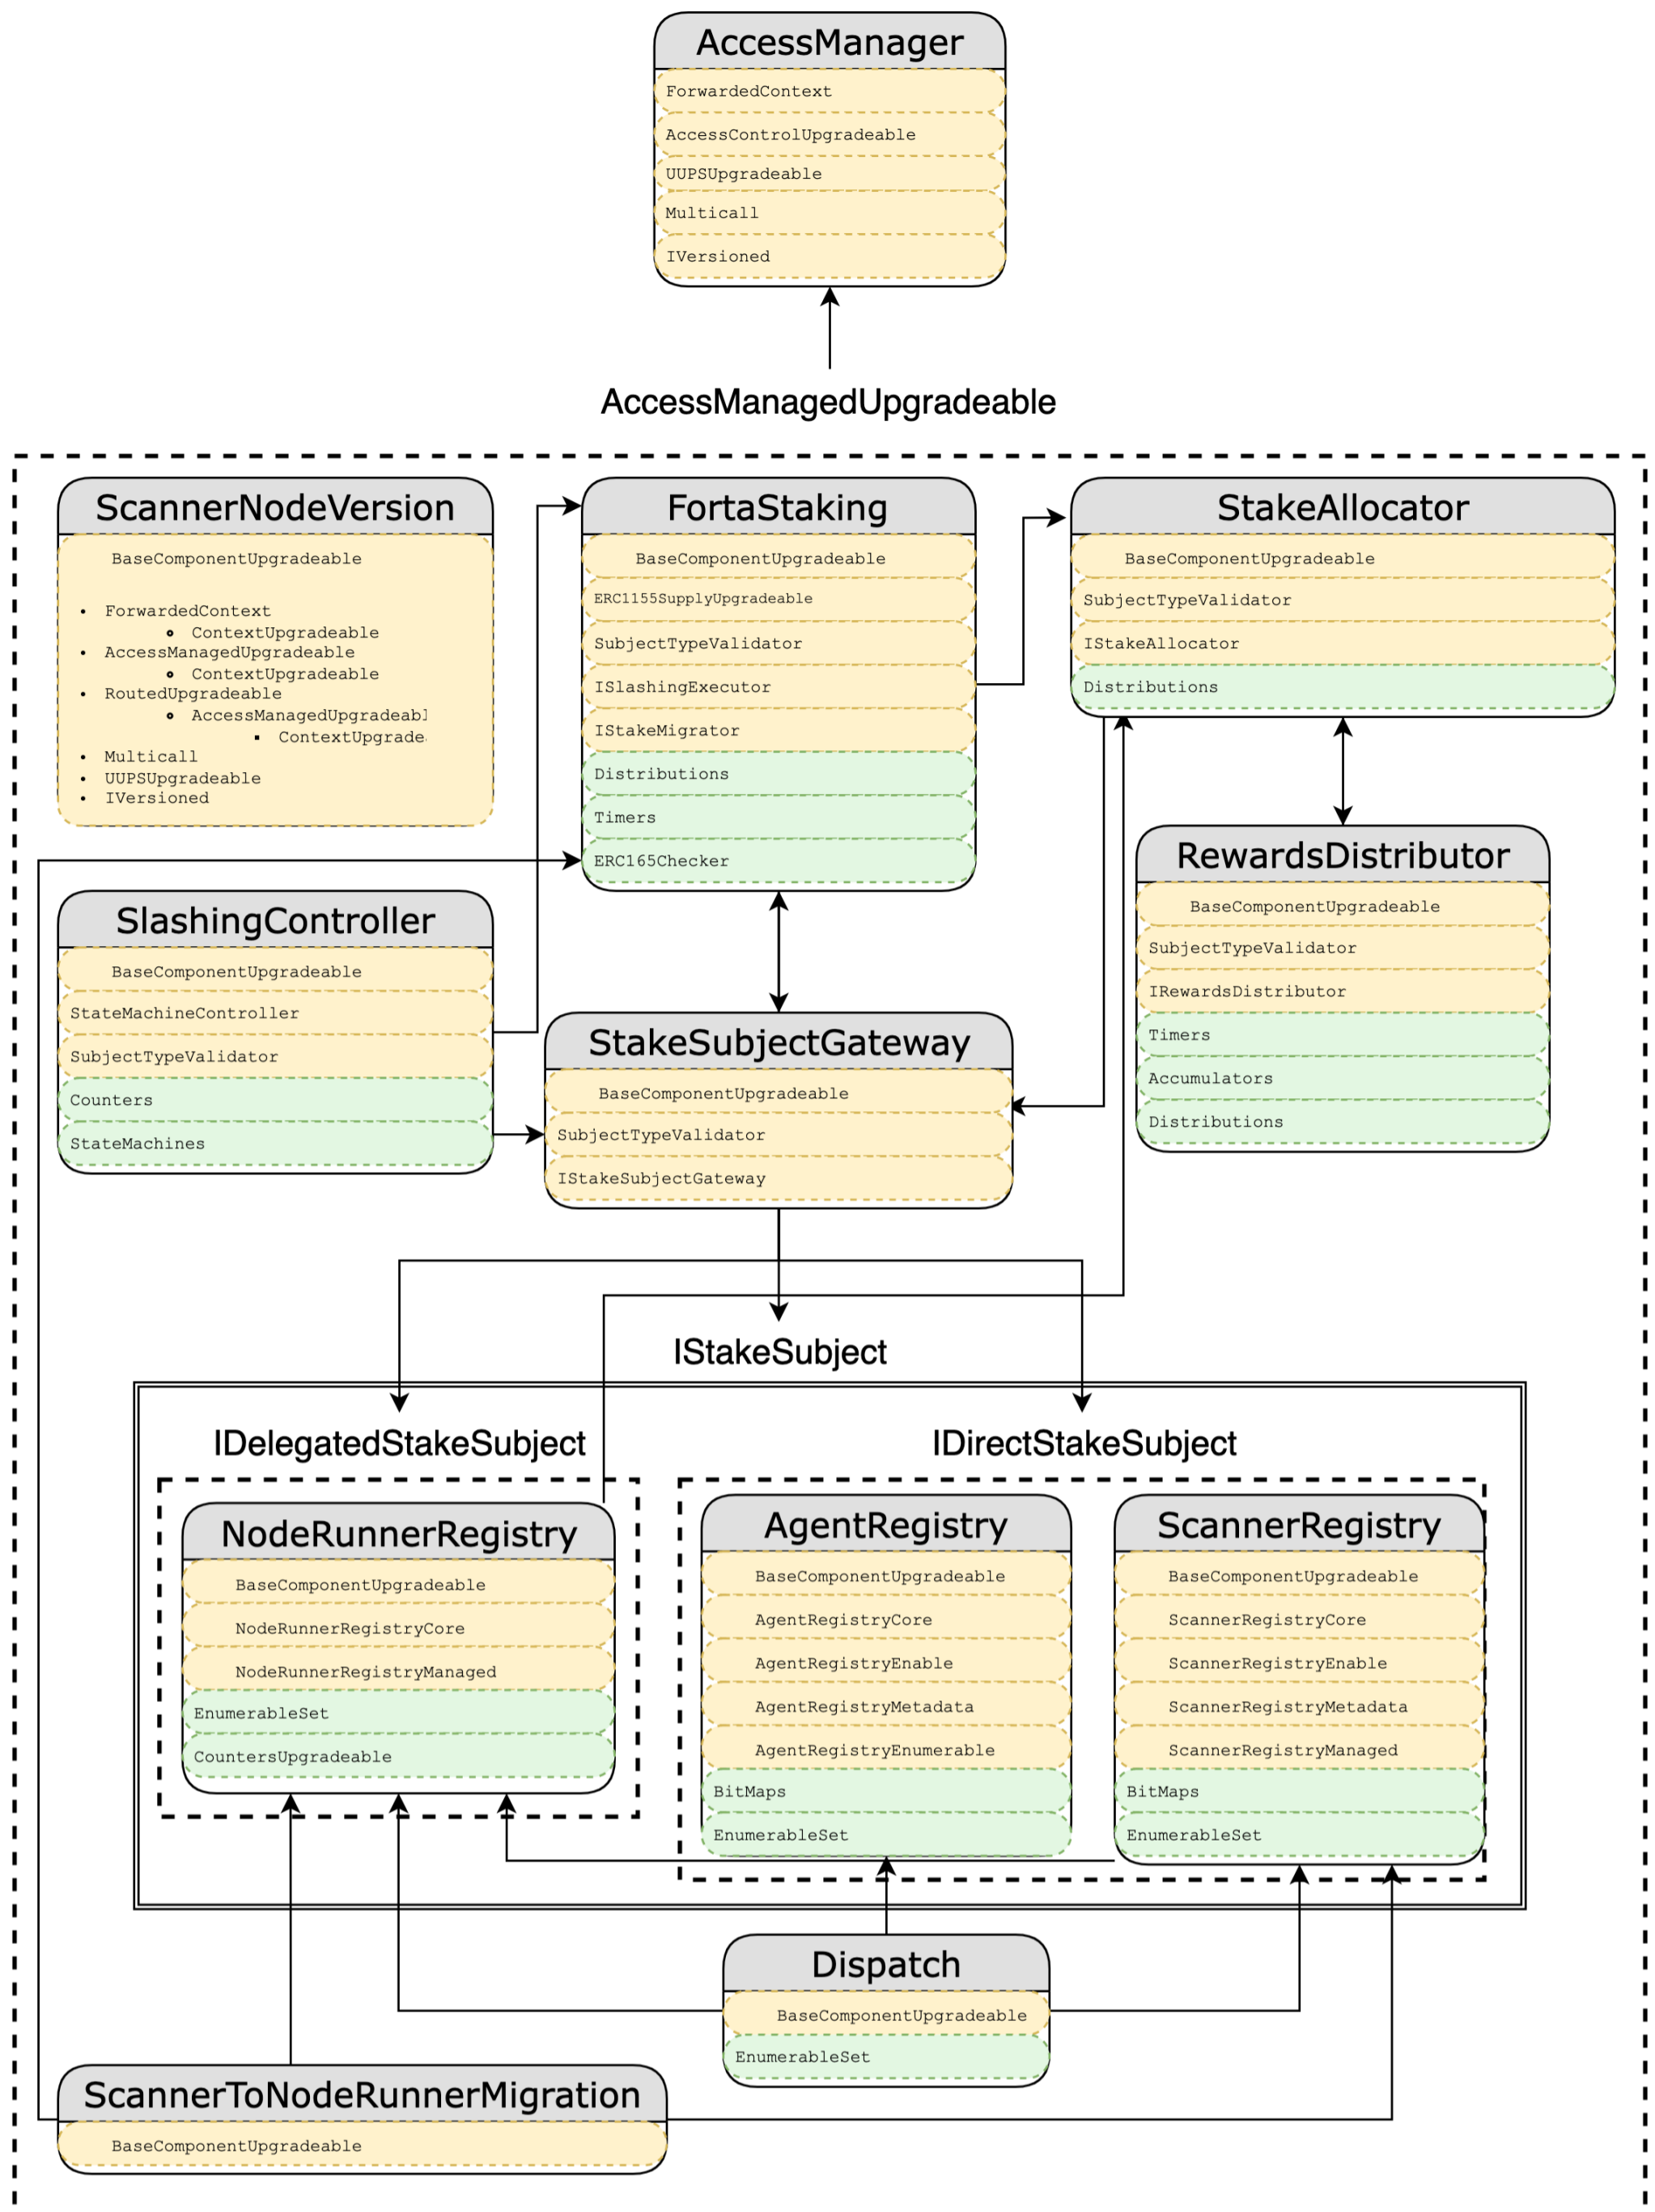 AccessManager
ForwardedContext
AccessControlUpgradeable
UUPSUpgradeable
Multicall
IVersioned
AccessManagedUpgradeable
ScannerNodeVersion
BaseComponentUpgradeable
• ForwardedContext
ContextUpgradeable
• AccessManagedUpgradeable
ContextUpgradeable
• RoutedUpgradeable
AccessManagedUpgradeabl
ContextUpgrade
• Multicall
• UUPSUpgradeable
• IVersioned
FortaStaking
BaseComponentUpgradeable
ERC1155SupplyUpgradeable
SubjectTypeValidator
ISlashingExecutor
IStakeMigrator
Distributions
Timers
ERC165Checker
StakeAllocator
BaseComponentUpgradeable
SubjectTypeValidator
IStakeAllocator
Distributions
RewardsDistributor
BaseComponentUpgradeable
SubjectTypeValidator
IRewardsDistributor
Timers
Accumulators
Distributions
SlashingController
BaseComponentUpgradeable
StateMachineController
SubjectTypeValidator
Counters
StateMachines
StakeSubjectGateway
BaseComponentUpgradeable
SubjectTypeValidator
IStakeSubjectGateway
IStakeSubject
IDelegatedStakeSubject
IDirectStakeSubject
NodeRunnerRegistry
BaseComponentUpgradeable
NodeRunnerRegistryCore
NodeRunnerRegistryManaged
EnumerableSet
CountersUpgradeable
AgentRegistry
BaseComponentUpgradeable
AgentRegistryCore
AgentRegistryEnable
AgentRegistryMetadata
AgentRegistryEnumerable
BitMaps
EnumerableSet
ScannerRegistry
BaseComponentUpgradeable
ScannerRegistryCore
ScannerRegistryEnable
ScannerRegistryMetadata
ScannerRegistryManaged
BitMaps
EnumerableSet
Dispatch
BaseComponentUpgradeable
EnumerableSet
ScannerToNodeRunnerMigration
BaseComponentUpgradeable